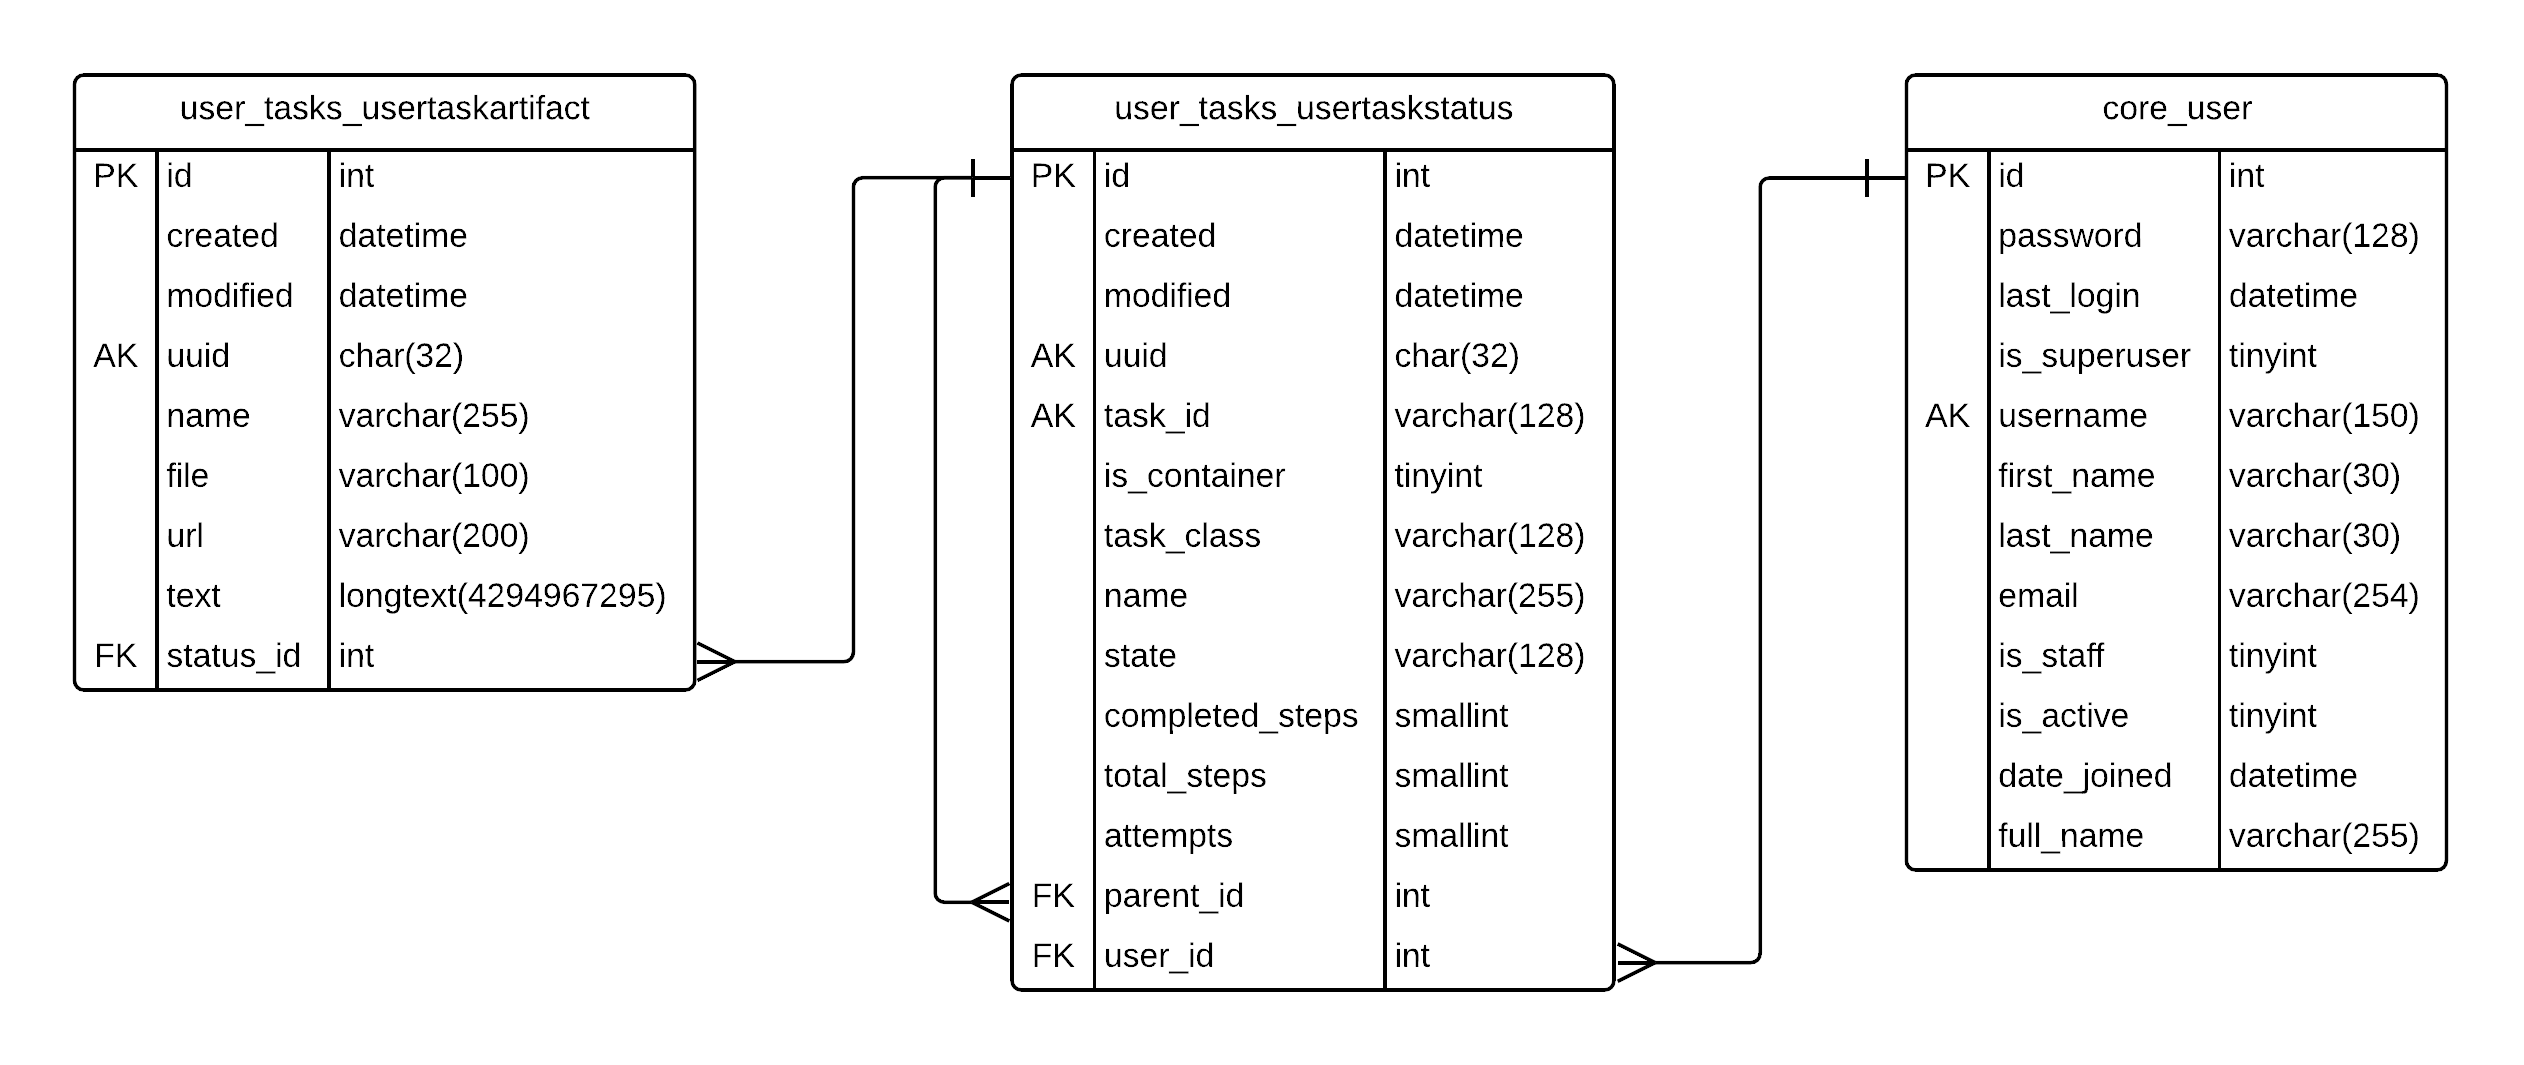 user_tasks_usertaskartifact
PK id int
created datetime
modified datetime
AK uuid char(32)
name varchar(255)
file varchar(100)
url varchar(200)
text longtext(4294967295)
FK status_id int
user_tasks_usertaskstatus
PK id int
created datetime
modified datetime
AK uuid char(32)
AK task_id varchar(128)
is_container tinyint
task_class varchar(128)
name varchar(255)
state varchar(128)
completed_steps smallint
total_steps smallint
attempts smallint
FK parent_id int
FK user_id int
core_user
PK id int
password varchar(128)
last_login datetime
is_superuser tinyint
AK username varchar(150)
first_name varchar(30)
last_name varchar(30)
email varchar(254)
is_staff tinyint
is_active tinyint
date_joined datetime
full_name varchar(255)